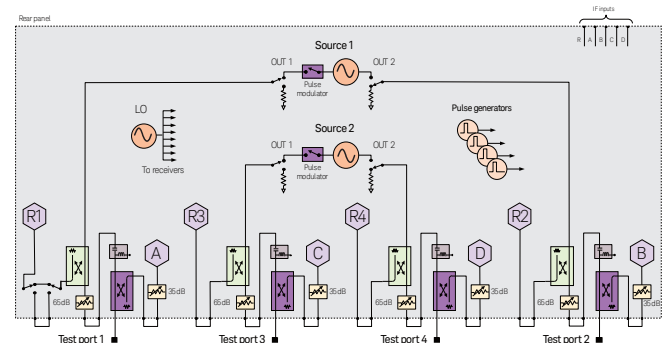 IF inputs
Rear panel
R A B C D
Source 1
OUT 1
OUT 2
Pulse
modulator
LO
To receivers
Source 2
OUT 1
OUT 2
Pulse
modulator
Pulse generators
R1
R3
R4
R2
A
C
D
B
65dB
35dB
65dB
35dB
65dB
35dB
65dB
35dB
Test port 1
Test port 3
Test port 4
Test port 2